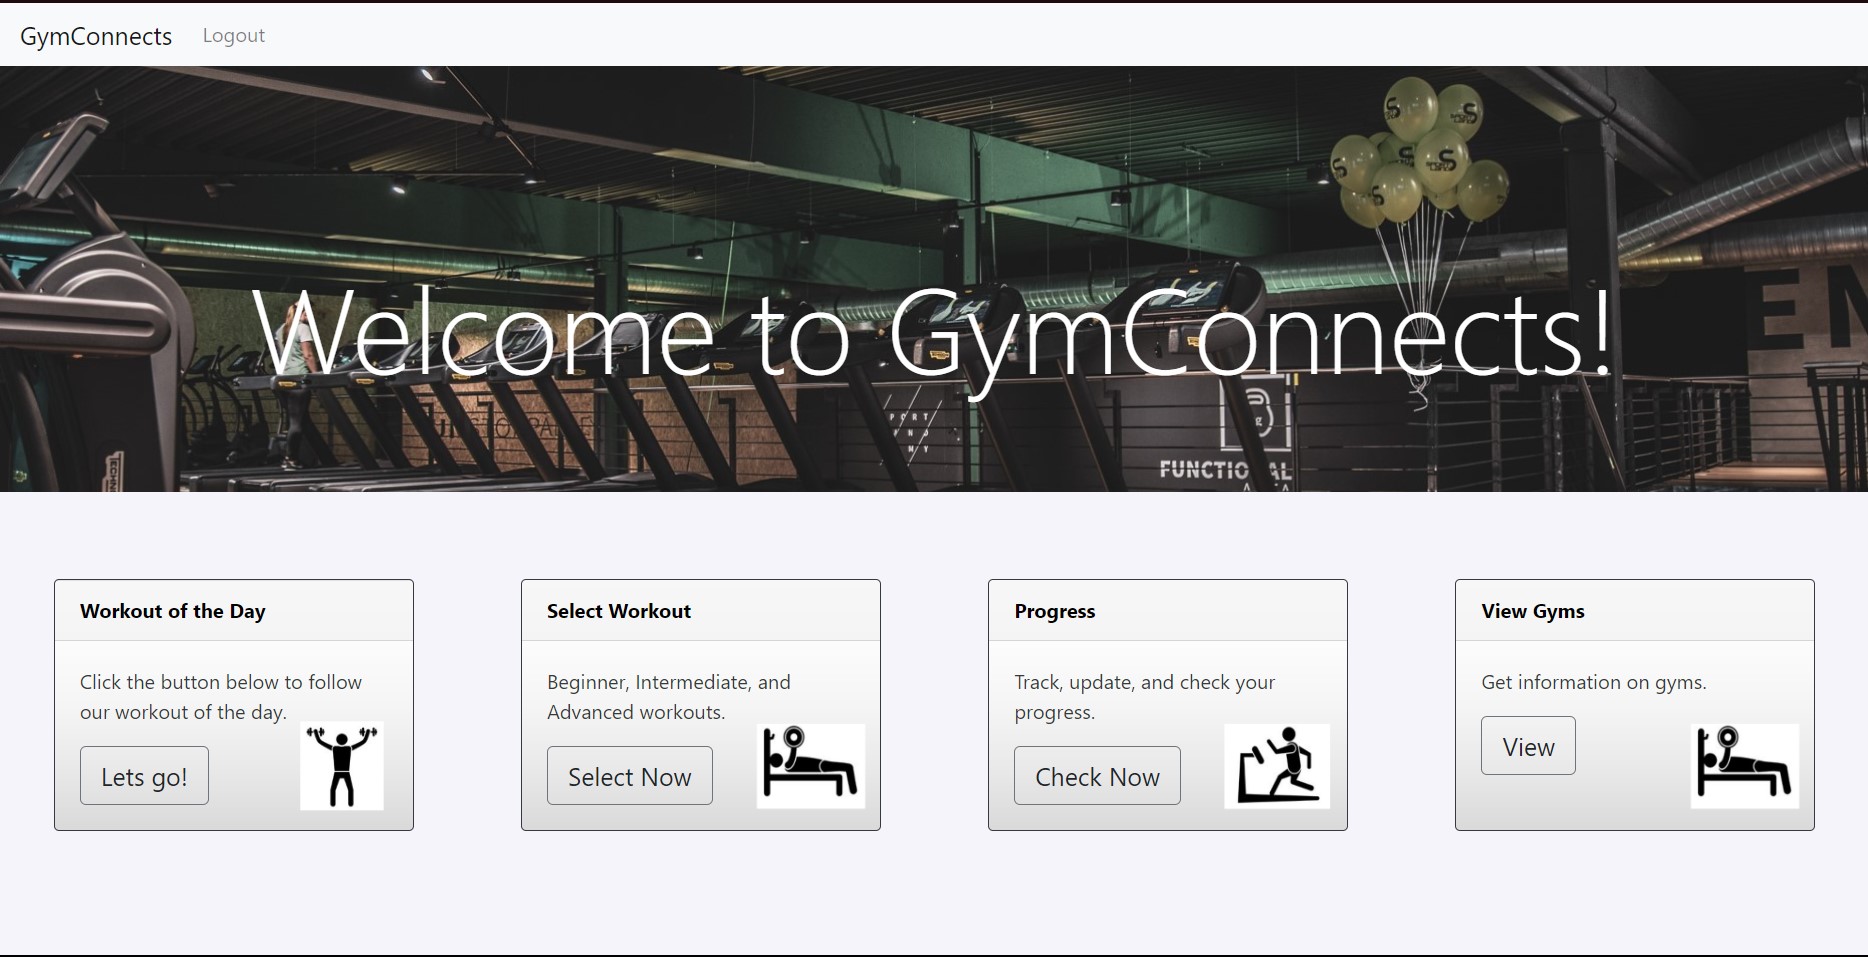 GymConnects Logout
EN
Welcome to GymConnects!
FUNCTIONAL
Workout of the Day
Click the button below to follow
our workout of the day.
Lets go!
Select Workout
Beginner, Intermediate, and
Advanced workouts.
Select Now
Progress
Track, update, and check your
progress.
Check Now
View Gyms
Get information on gyms.
View